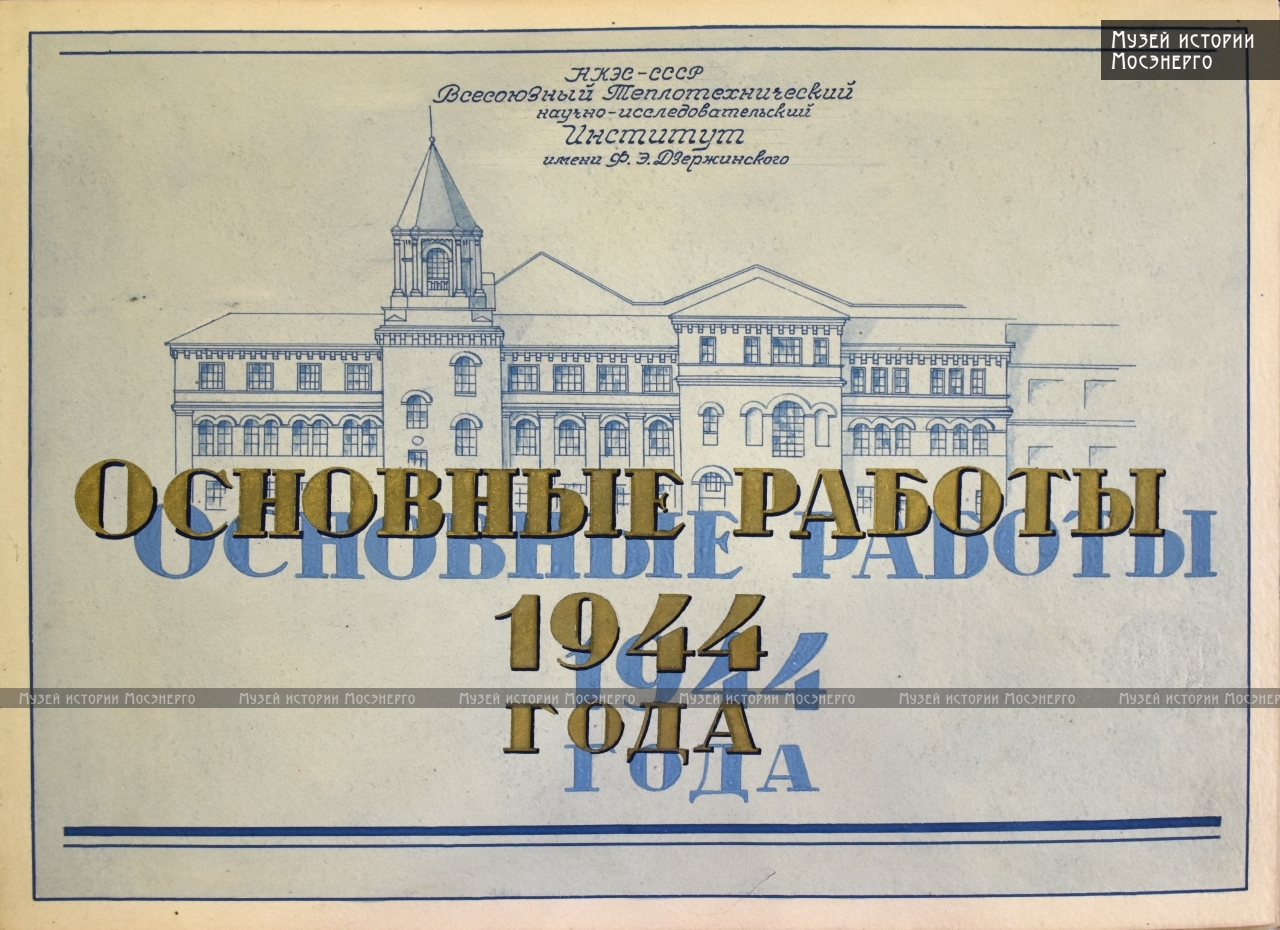 Музей истории
Мосэнерго
НКЭС-СССР
Всесоюзный Теплотехнический
научно-исследовательский
Институт
имени Ф. Э. Дзержинского
Основные работы
Основные работы
1944
1944
года
года
Музей истории Мосэнерго Музей истории Мосэнерго Музей истории Мосэнерго Музей истории Мосэнерго Музей истории Мосэнерго Музей истории Мосэнерго